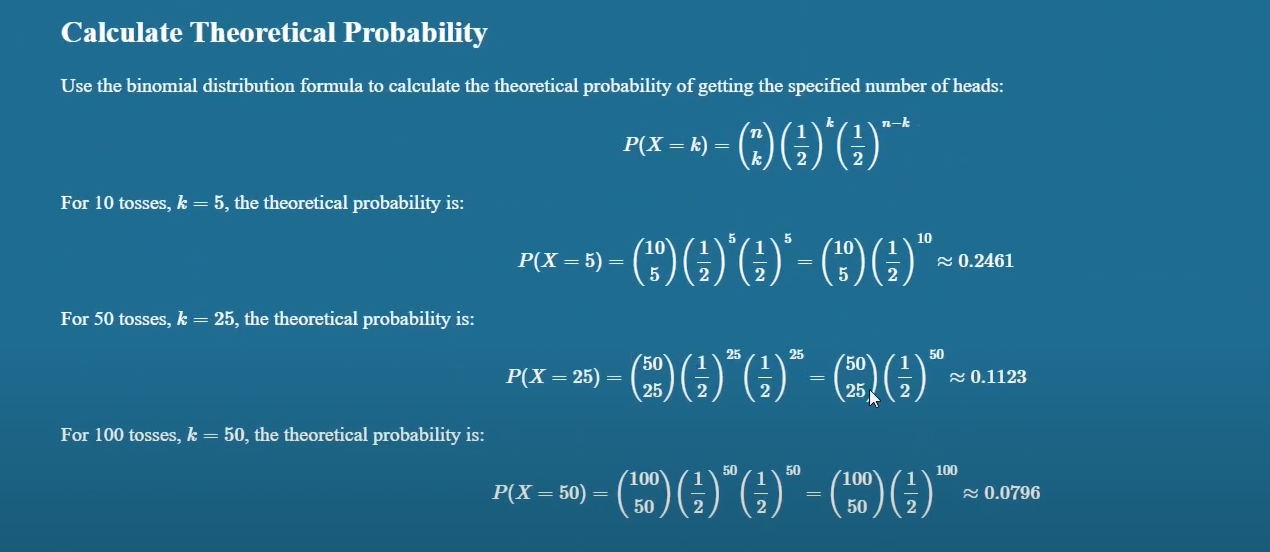 Calculate Theoretical Probability
Use the binomial distribution formula to calculate the theoretical probability of getting the specified number of heads:
P(X = k) = \binom{n}{k} \left(\frac{1}{2}\right)^k \left(\frac{1}{2}\right)^{n-k}
For 10 tosses, k = 5, the theoretical probability is:
P(X = 5) = \binom{10}{5} \left(\frac{1}{2}\right)^5 \left(\frac{1}{2}\right)^5 = \binom{10}{5} \left(\frac{1}{2}\right)^{10} ≈ 0.2461
For 50 tosses, k = 25, the theoretical probability is:
P(X = 25) = \binom{50}{25} \left(\frac{1}{2}\right)^{25} \left(\frac{1}{2}\right)^{25} = \binom{50}{25} \left(\frac{1}{2}\right)^{50} ≈ 0.1123
For 100 tosses, k = 50, the theoretical probability is:
P(X = 50) = \binom{100}{50} \left(\frac{1}{2}\right)^{50} \left(\frac{1}{2}\right)^{50} = \binom{100}{50} \left(\frac{1}{2}\right)^{100} ≈ 0.0796